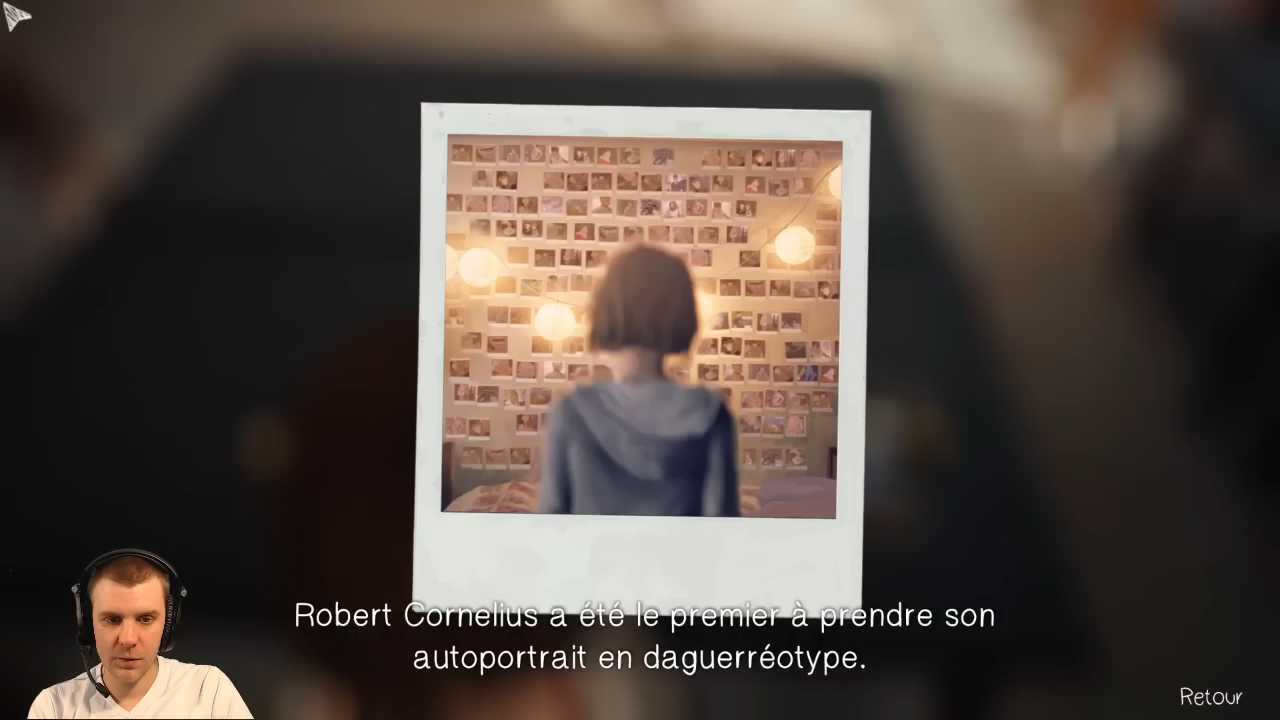 Robert Cornelius a été le premier à prendre son
autoportrait en daguerréotype.
Retour